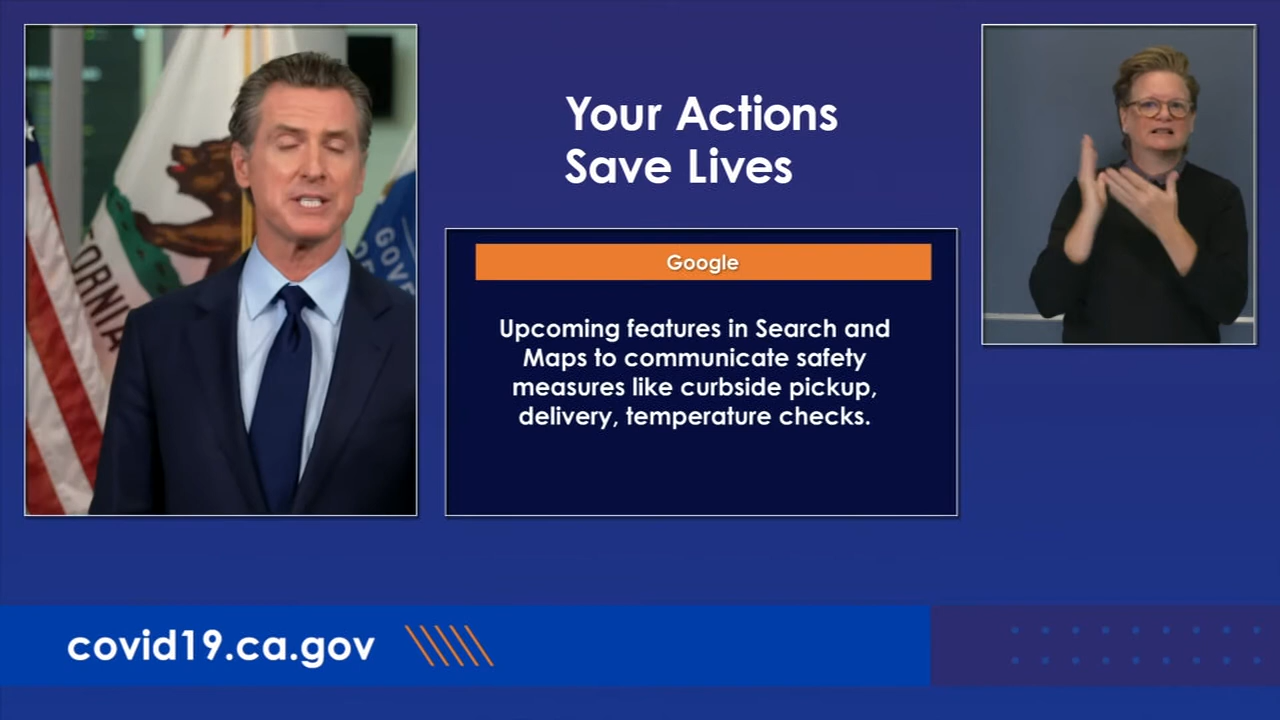 Your Actions
Save Lives
Google
Upcoming features in Search and
Maps to communicate safety
measures like curbside pickup,
delivery, temperature checks.
covid19.ca.gov